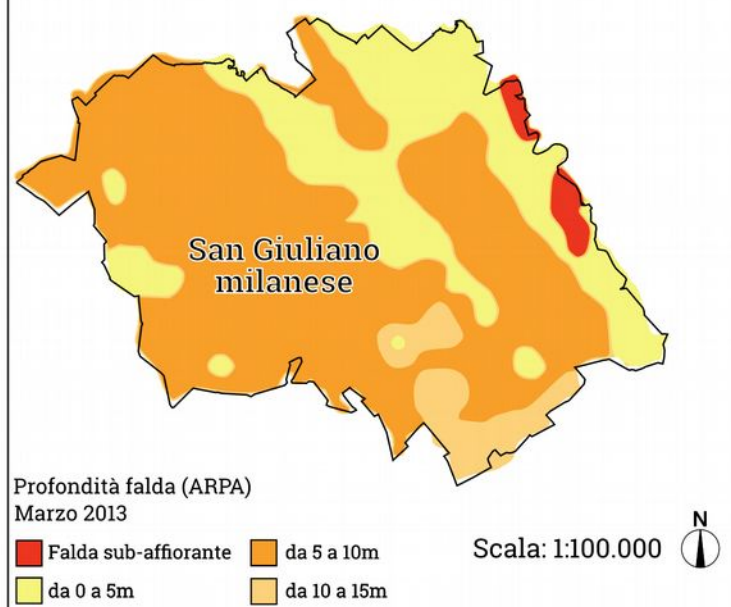 San Giuliano
milanese
Profondità falda (ARPA)
Marzo 2013
Falda sub-affiorante
da 5 a 10m
da 0 a 5m
da 10 a 15m
Scala: 1:100.000
N